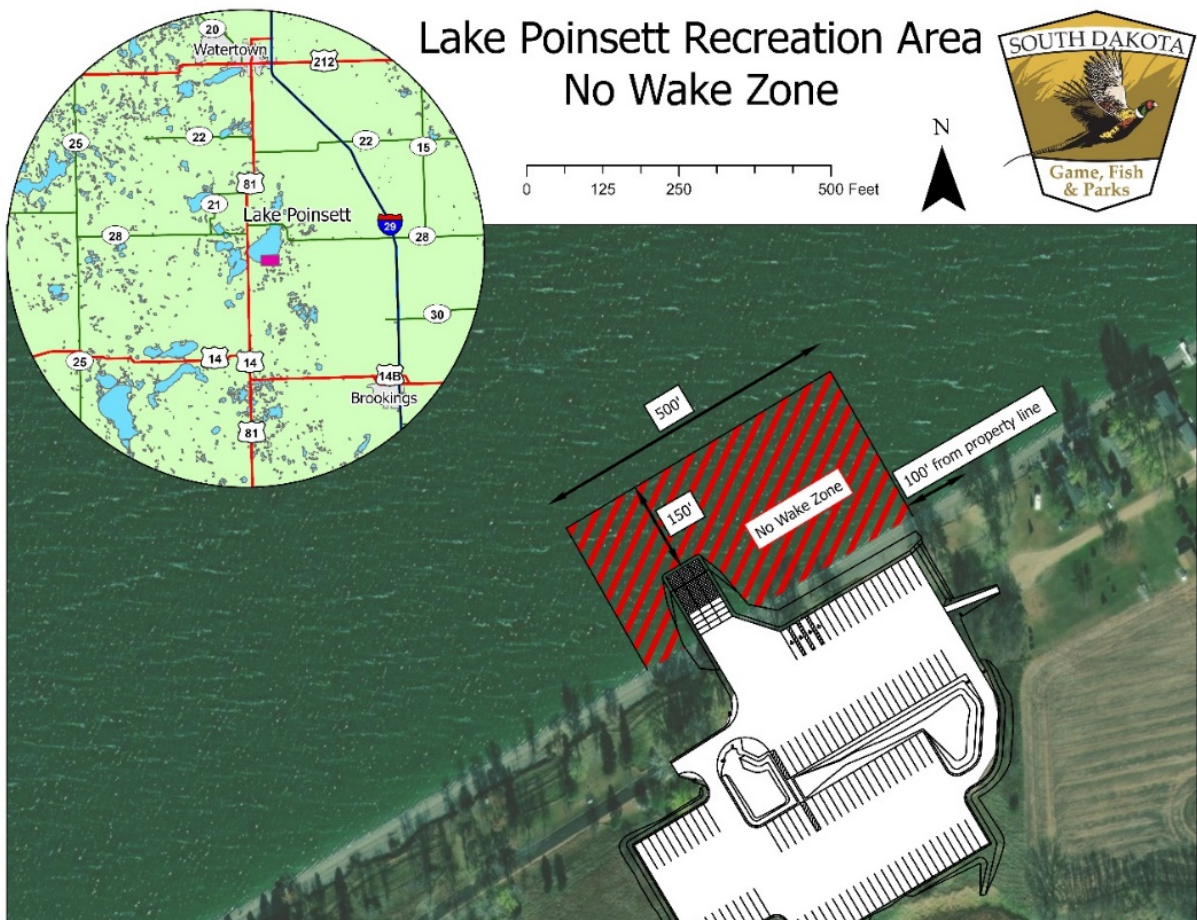 Lake Poinsett Recreation Area
No Wake Zone
0 125 250 500 Feet
N
SOUTH DAKOTA
Game, Fish
& Parks
20
Watertown
212
25
22
22
15
81
21
Lake Poinsett
29
28
28
30
14
14
25
14B
Brookings
81
500'
150'
No Wake Zone
100' from property line